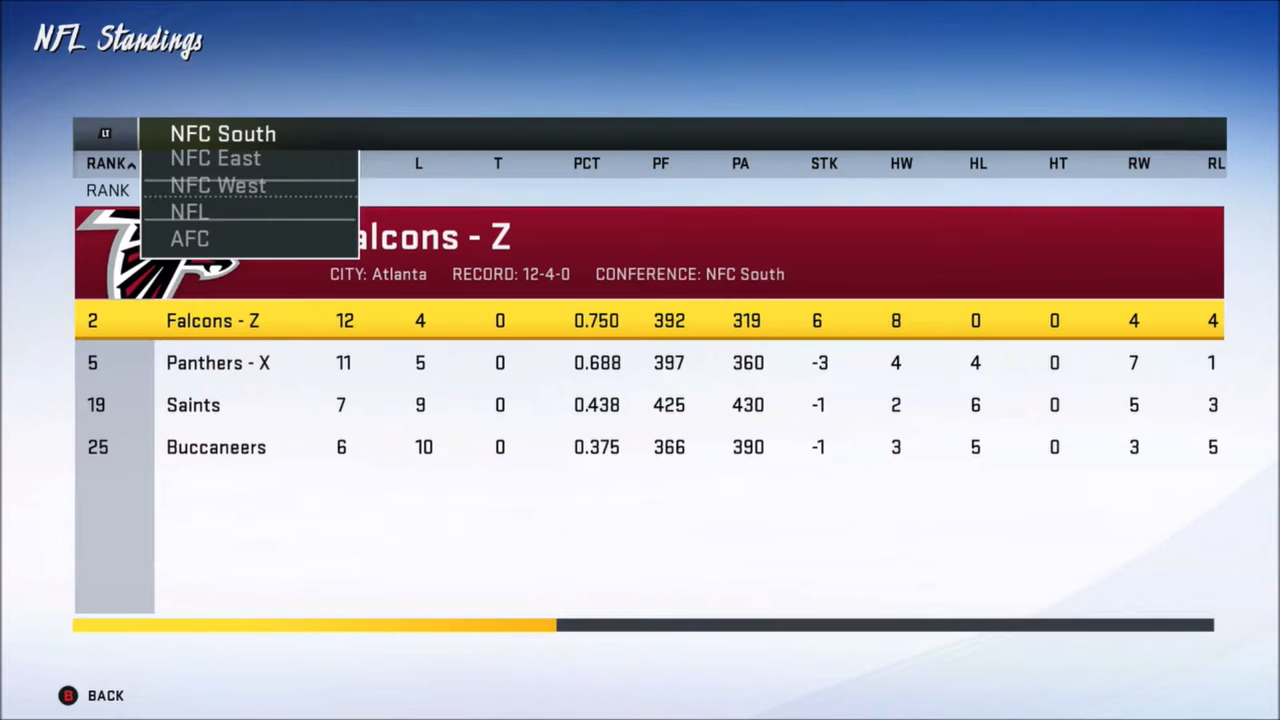 NFL Standings
LT NFC South
RANK L T PCT PF PA STK HW HL HT RW RL
NFC East
RANK NFC West
NFL
AFC
alcons - Z
CITY: Atlanta RECORD: 12-4-0 CONFERENCE: NFC South
2 Falcons - Z 12 4 0 0.750 392 319 6 8 0 0 4 4
5 Panthers - X 11 5 0 0.688 397 360 -3 4 4 0 7 1
19 Saints 7 9 0 0.438 425 430 -1 2 6 0 5 3
25 Buccaneers 6 10 0 0.375 366 390 -1 3 5 0 3 5
B BACK